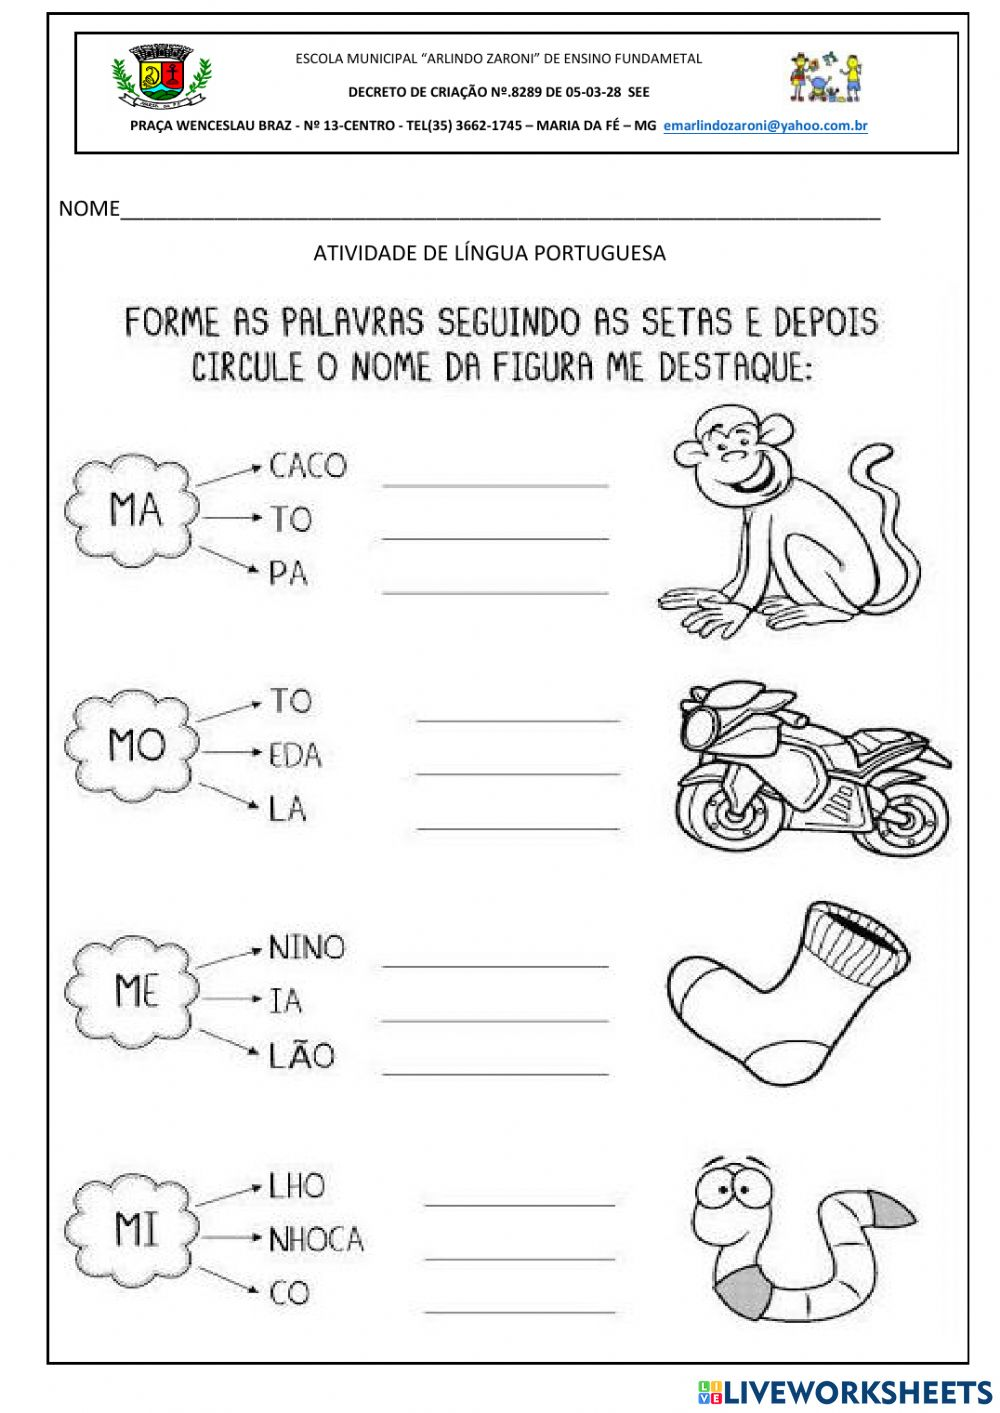 ESCOLA MUNICIPAL “ARLINDO ZARONI” DE ENSINO FUNDAMETAL
DECRETO DE CRIAÇÃO Nº.8289 DE 05-03-28 SEE
PRAÇA WENCESLAU BRAZ - Nº 13-CENTRO - TEL(35) 3662-1745 – MARIA DA FÉ – MG emarlindozaroni@yahoo.com.br
NOME
ATIVIDADE DE LÍNGUA PORTUGUESA
FORME AS PALAVRAS SEGUINDO AS SETAS E DEPOIS
CIRCULE O NOME DA FIGURA ME DESTAQUE:
MA
CACO
TO
PA
MO
TO
EDA
LA
ME
NINO
IA
LÃO
MI
LHO
NHOCA
CO
LIVE LIVEWORKSHEETS